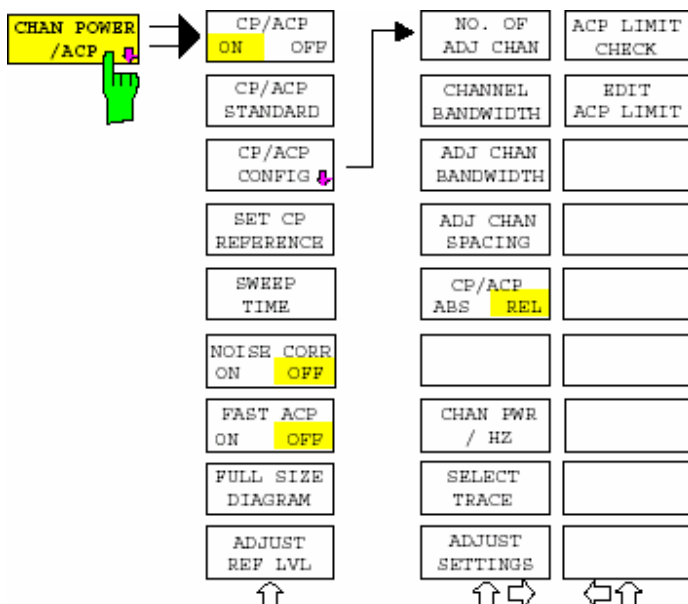 CHAN POWER
/ACP
CP/ACP
ON OFF
CP/ACP
STANDARD
CP/ACP
CONFIG
SET CP
REFERENCE
SWEEP
TIME
NOISE CORR
ON OFF
FAST ACP
ON OFF
FULL SIZE
DIAGRAM
ADJUST
REF LVL
NO. OF
ADJ CHAN
CHANNEL
BANDWIDTH
ADJ CHAN
BANDWIDTH
ADJ CHAN
SPACING
CP/ACP
ABS REL
CHAN PWR
/ HZ
SELECT
TRACE
ADJUST
SETTINGS
ACP LIMIT
CHECK
EDIT
ACP LIMIT